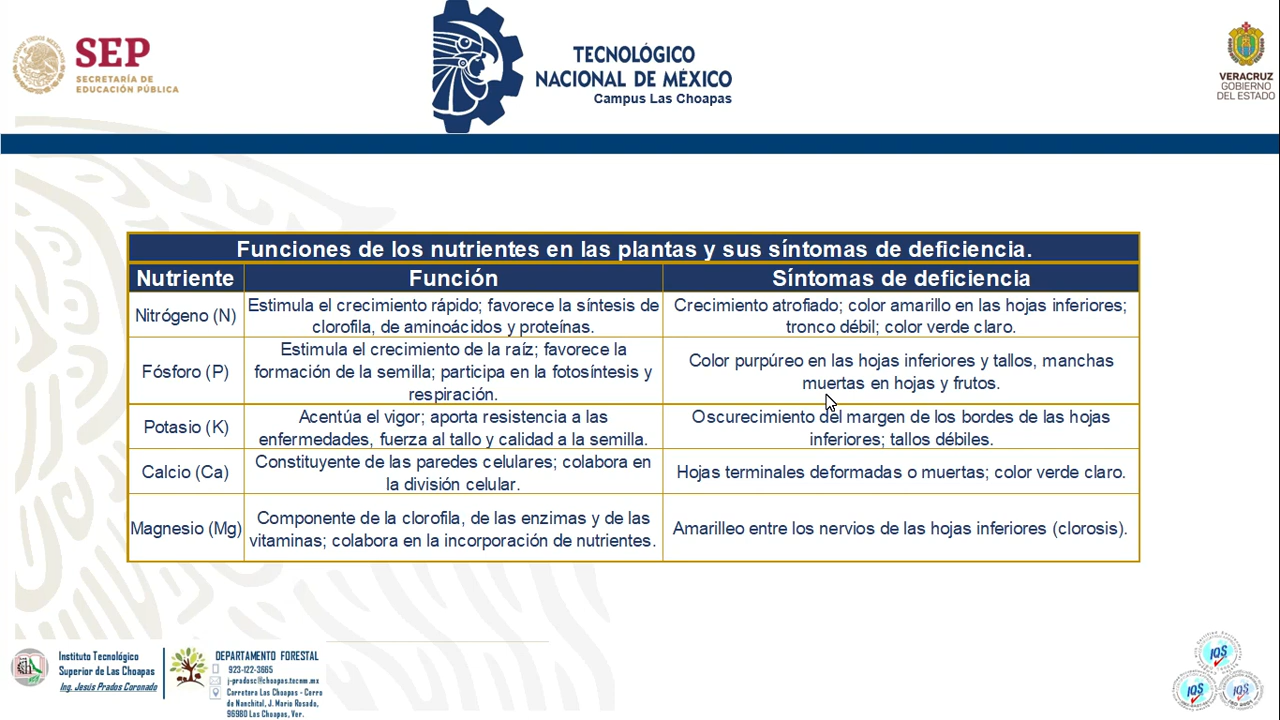 SEP
SECRETARÍA DE
EDUCACIÓN PÚBLICA
TECNOLÓGICO
NACIONAL DE MÉXICO
Campus Las Choapas
VERACRUZ
GOBIERNO
DEL ESTADO
Funciones de los nutrientes en las plantas y sus síntomas de deficiencia.
Nutriente Función Síntomas de deficiencia
Nitrógeno (N)
Estimula el crecimiento rápido; favorece la síntesis de
clorofila, de aminoácidos y proteínas.
Crecimiento atrofiado; color amarillo en las hojas inferiores;
tronco débil; color verde claro.
Fósforo (P)
Estimula el crecimiento de la raíz; favorece la
formación de la semilla; participa en la fotosíntesis y
respiración.
Color purpúreo en las hojas inferiores y tallos, manchas
muertas en hojas y frutos.
Potasio (K)
Acentúa el vigor; aporta resistencia a las
enfermedades, fuerza al tallo y calidad a la semilla.
Oscurecimiento del margen de los bordes de las hojas
inferiores; tallos débiles.
Calcio (Ca)
Constituyente de las paredes celulares; colabora en
la división celular.
Hojas terminales deformadas o muertas; color verde claro.
Magnesio (Mg)
Componente de la clorofila, de las enzimas y de las
vitaminas; colabora en la incorporación de nutrientes.
Amarilleo entre los nervios de las hojas inferiores (clorosis).
Instituto Tecnológico
Superior de Las Choapas
Ing. Jesús Prados Coronado
DEPARTAMENTO FORESTAL
923-122-3665
j-pradosc@choapas.tecnm.mx
Carretera Las Choapas - Cerro
de Nanchital, J. Mario Rosado,
96980 Las Choapas, Ver.
IQS
IQS
IQS